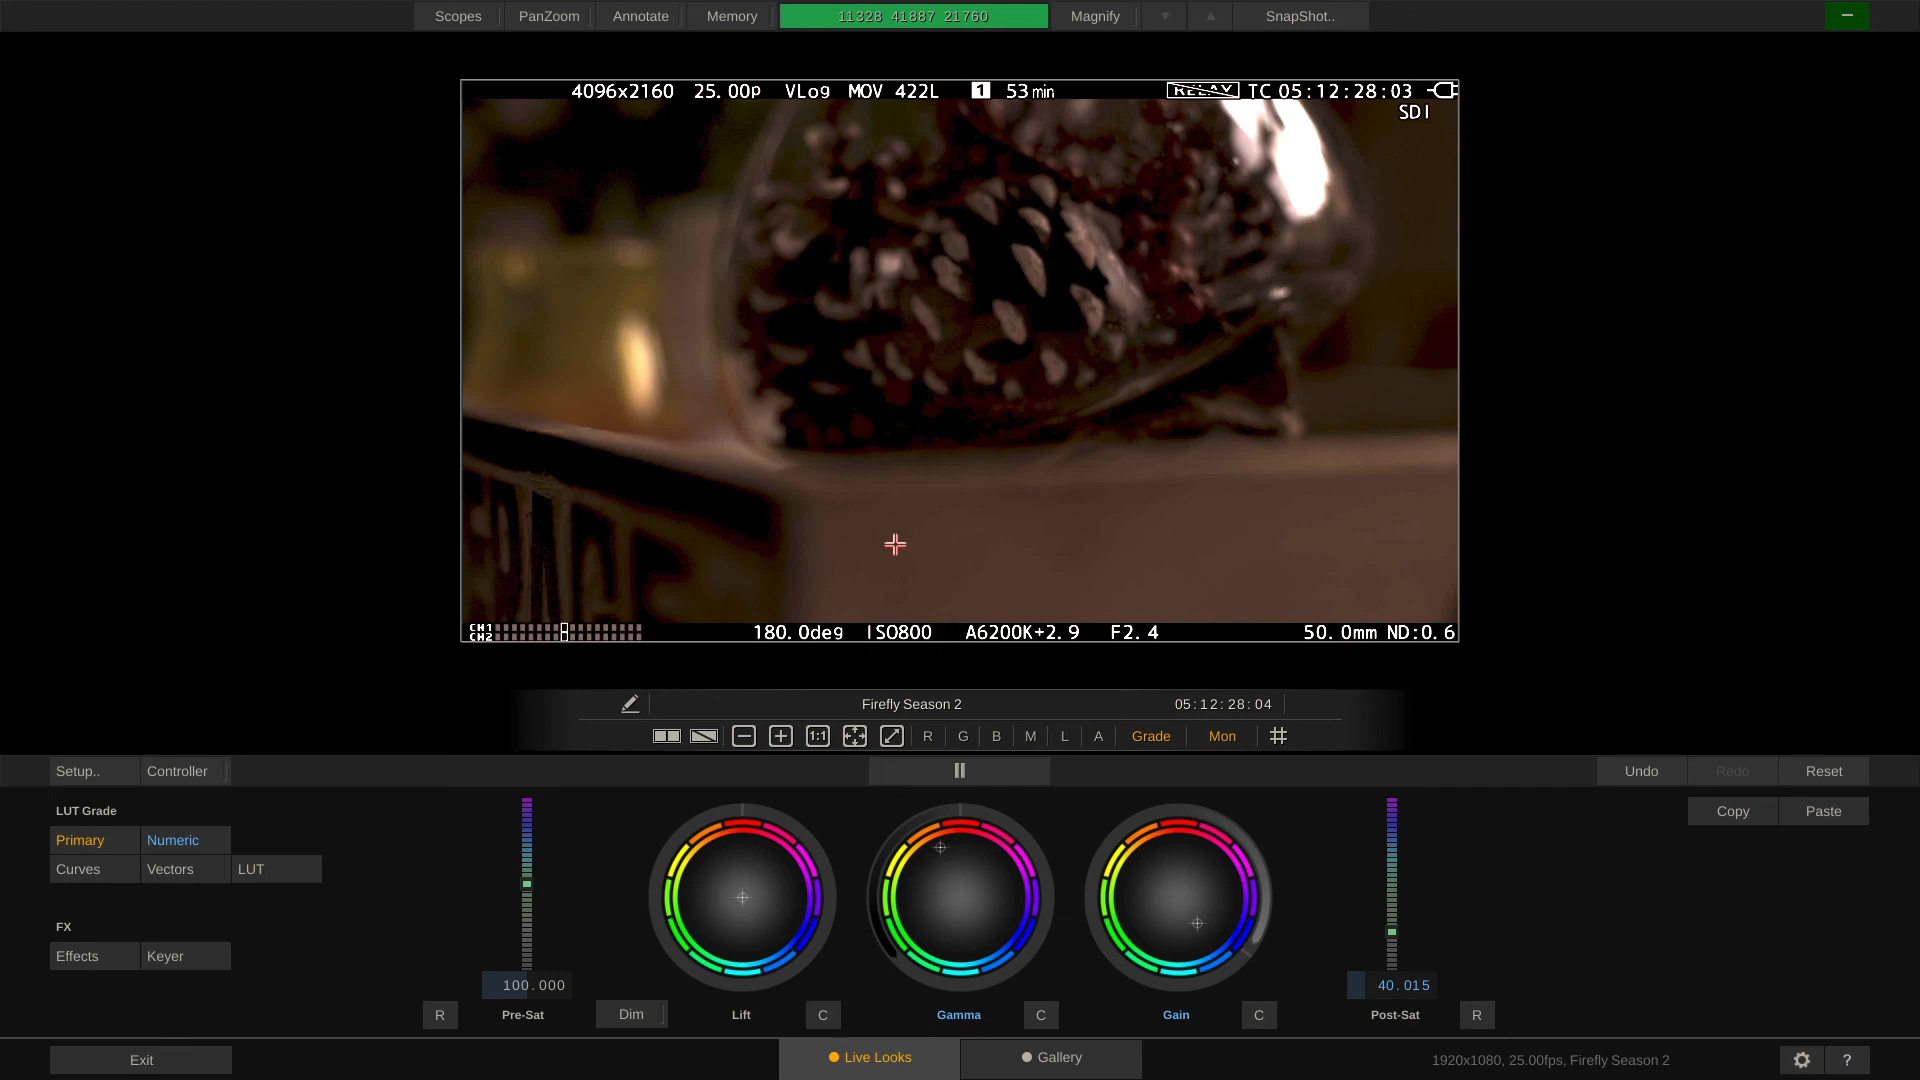 Scopes PanZoom Annotate Memory 11328 41887 21760 Magnify SnapShot..
4096x2160 25.00p VLog MOV 422L 1 53min RELAY TC 05:12:28:03
SDI
CH1
CH2
180.0deg ISO800 A6200K+2.9 F2.4 50.0mm ND:0.6
Firefly Season 2 05:12:28:04
1:1 R G B M L A Grade Mon
Setup.. Controller Undo Redo Reset
LUT Grade Copy Paste
Primary Numeric
Curves Vectors LUT
FX
Effects Keyer
100.000 40.015
R Pre-Sat Dim Lift C Gamma C Gain C Post-Sat R
Exit Live Looks Gallery 1920x1080, 25.00fps, Firefly Season 2 ?